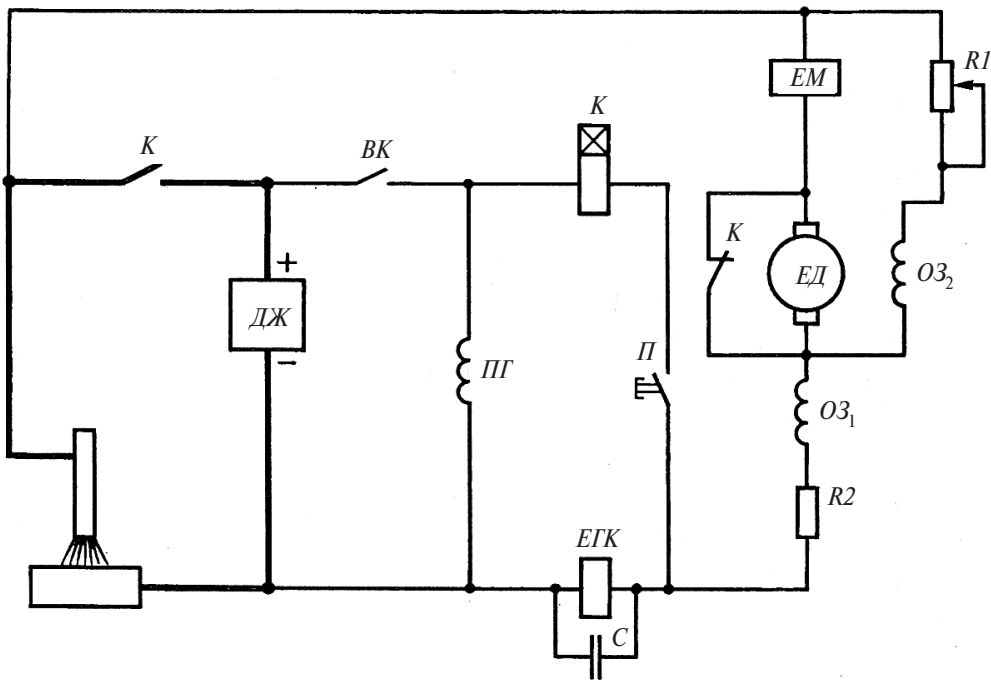 R1
ЕМ
К
К
ВК
К
ЕД
ОЗ₂
+
ДЖ
−
ПГ
П
ОЗ₁
R2
ЕГК
С